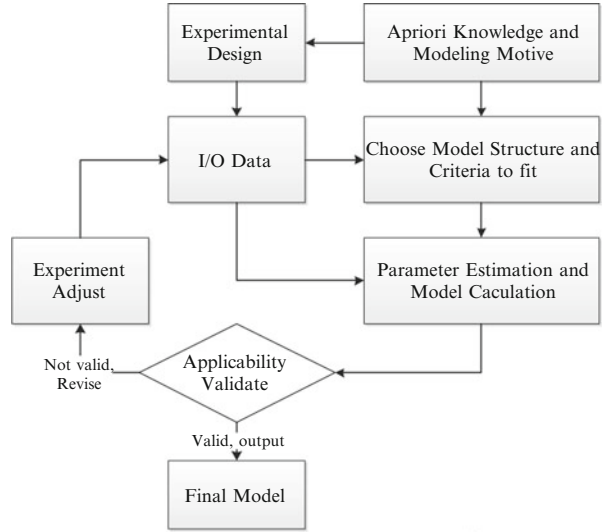 Experimental
Design
Apriori Knowledge and
Modeling Motive
I/O Data
Choose Model Structure and
Criteria to fit
Experiment
Adjust
Parameter Estimation and
Model Caculation
Not valid,
Revise
Applicability
Validate
Valid, output
Final Model